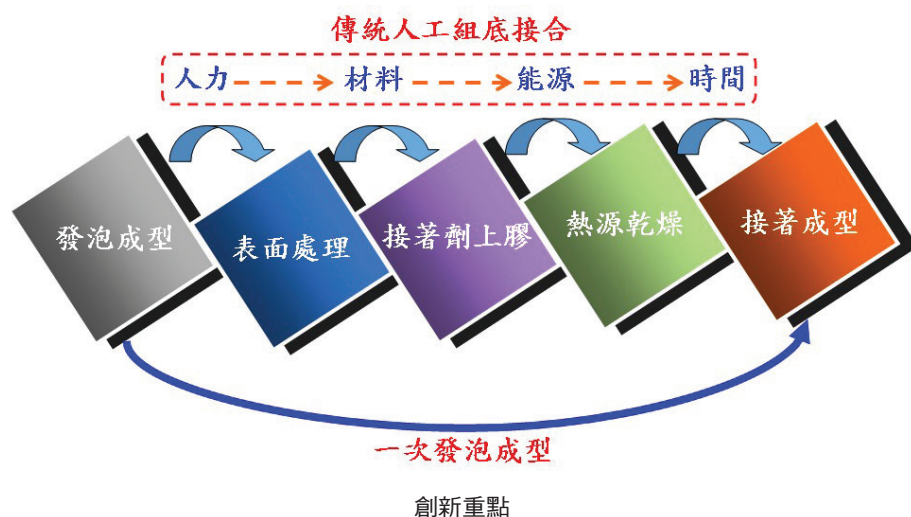 傳統人工組底接合
人力 材料 能源 時間
發泡成型
表面處理
接著劑上膠
熱源乾燥
接著成型
一次發泡成型
創新重點